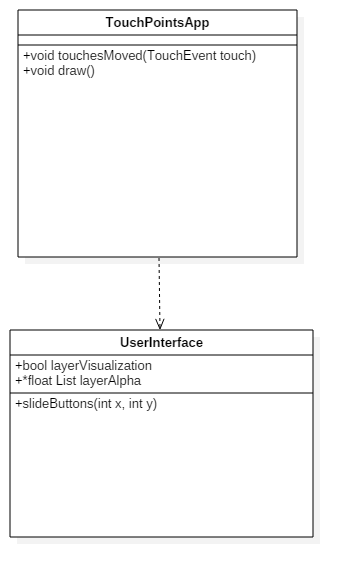 TouchPointsApp
+void touchesMoved(TouchEvent touch)
+void draw()
UserInterface
+bool layerVisualization
+*float List layerAlpha
+slideButtons(int x, int y)